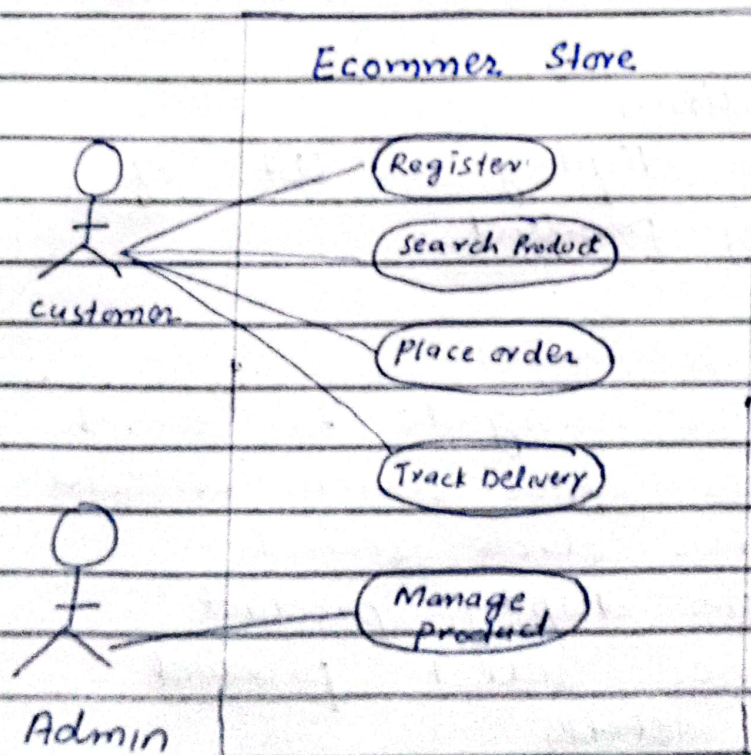 Ecommer Store
Register
Search Product
customer
Place order
Track Delivery
Manage
product
Admin